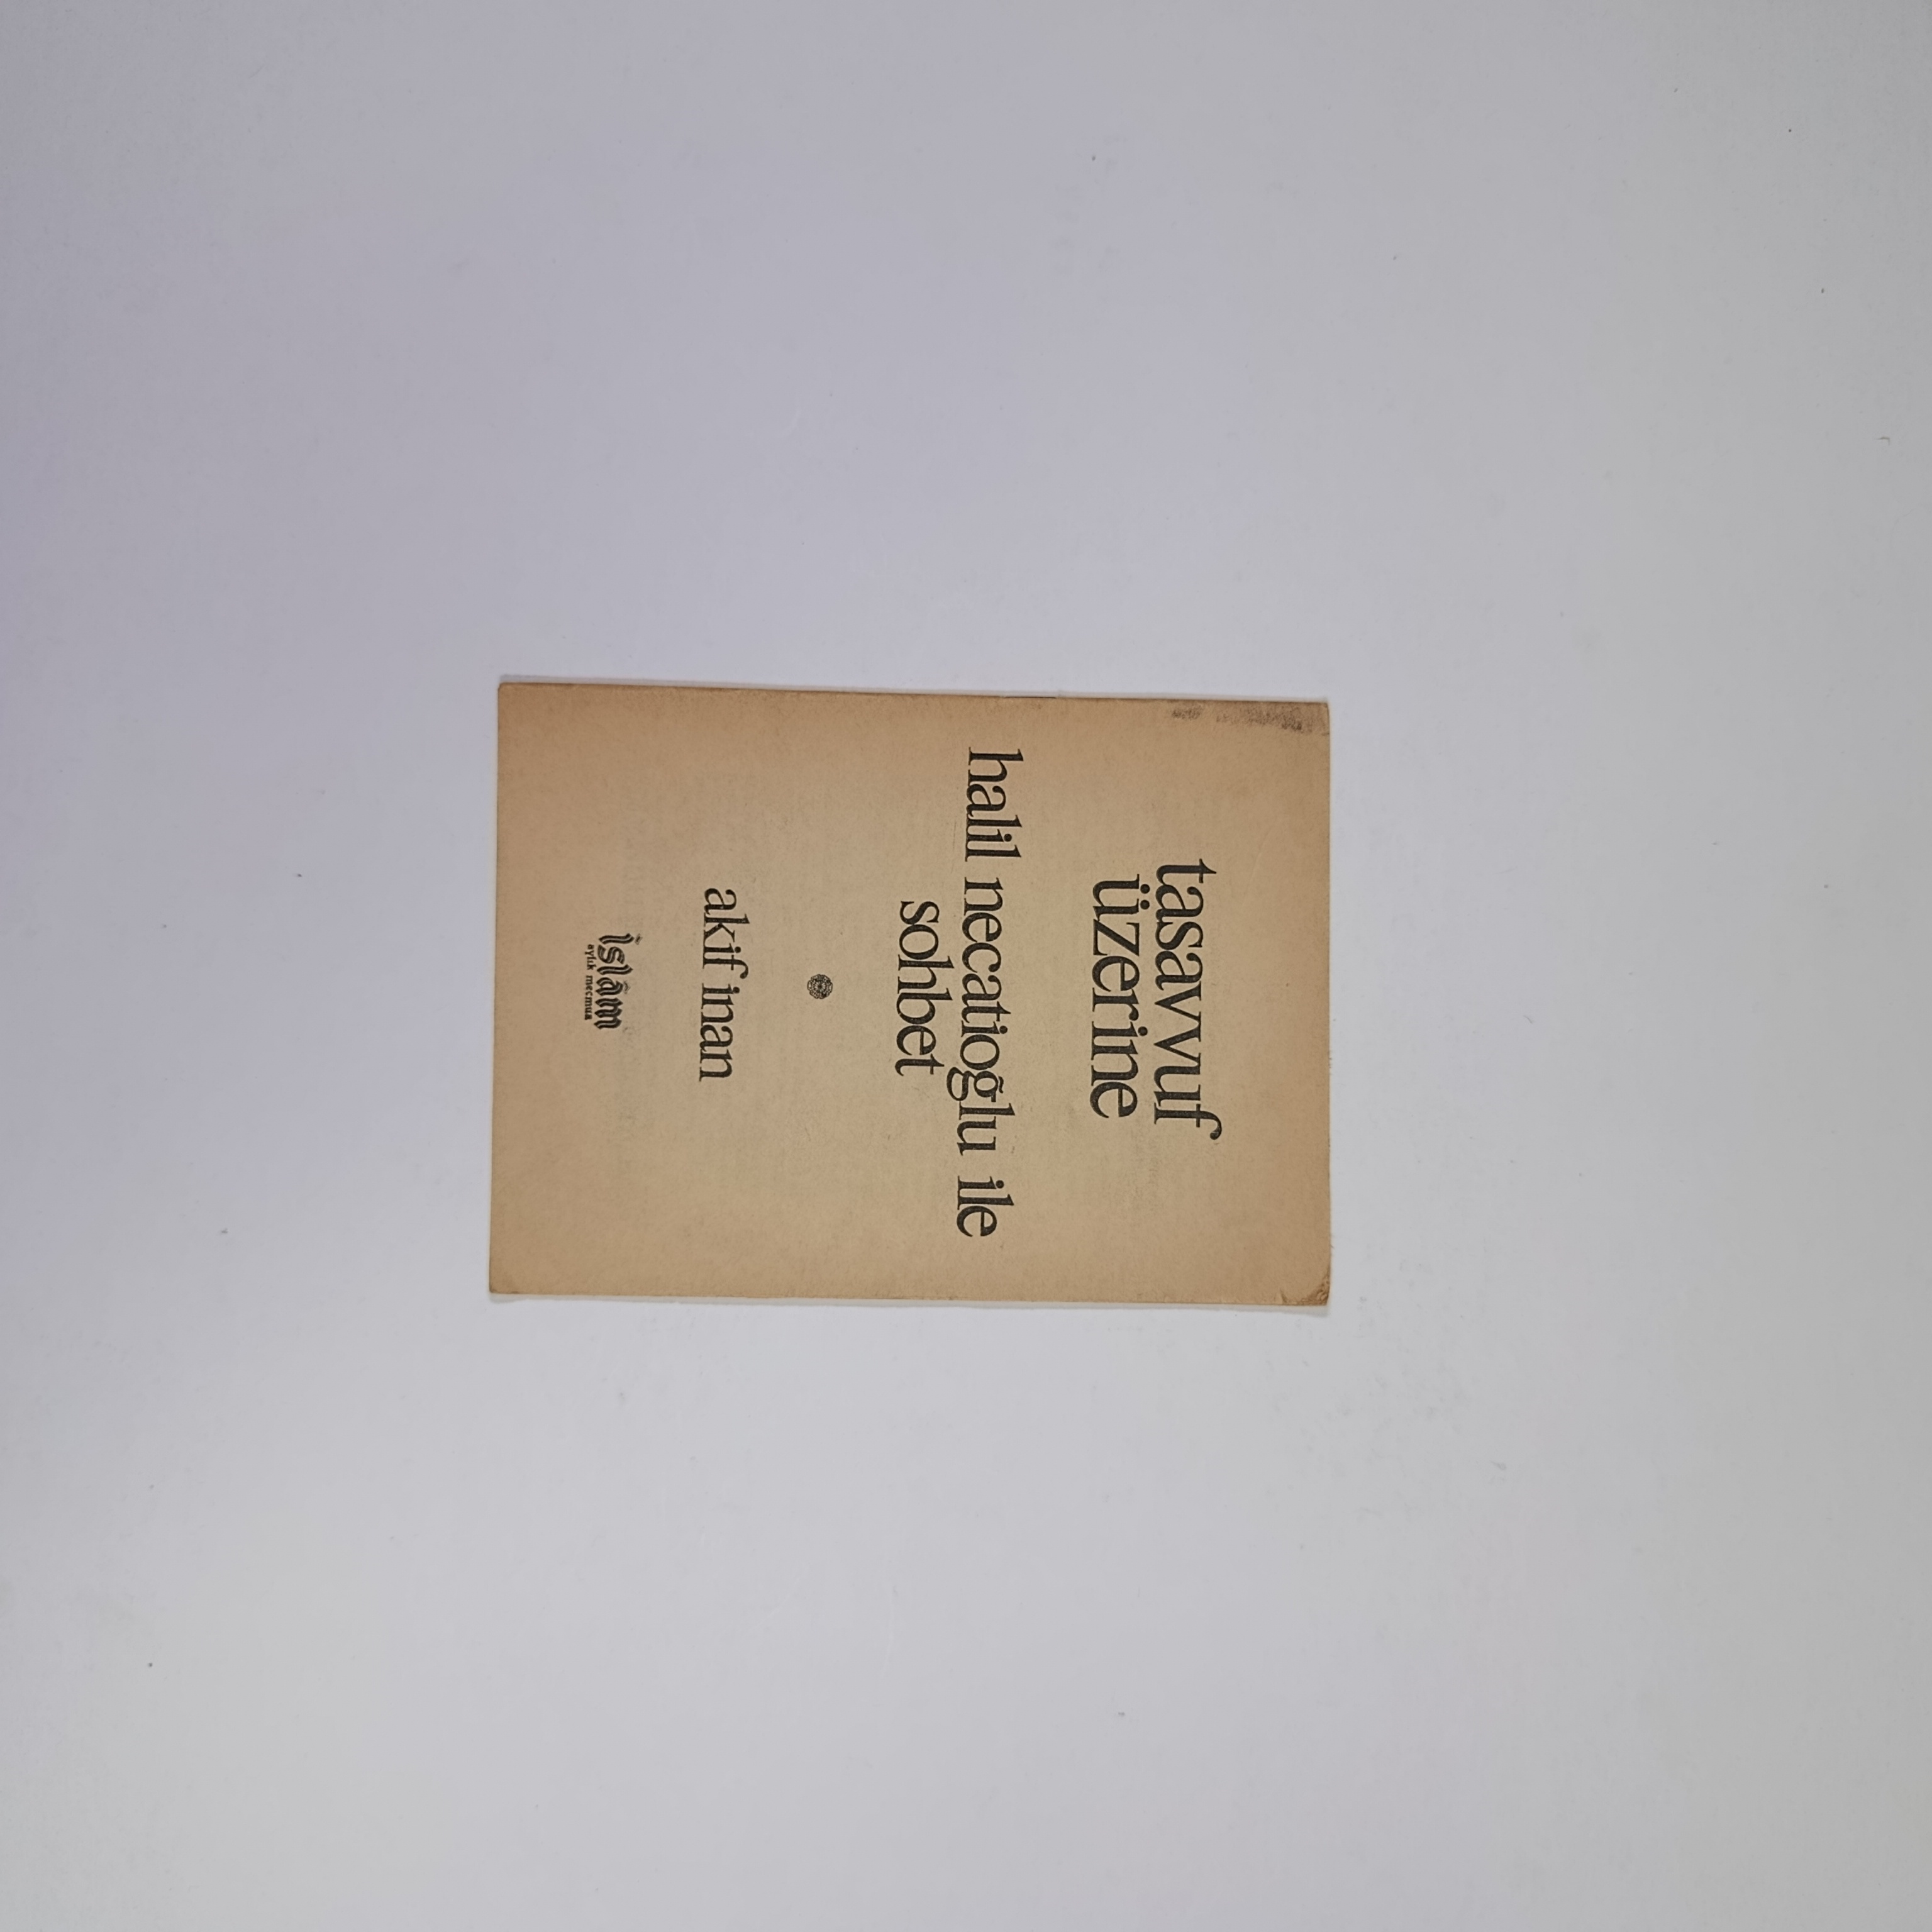 tasavvuf
üzerine
halil necatioğlu ile
sohbet
akif inan
islâm
aylık mecmua